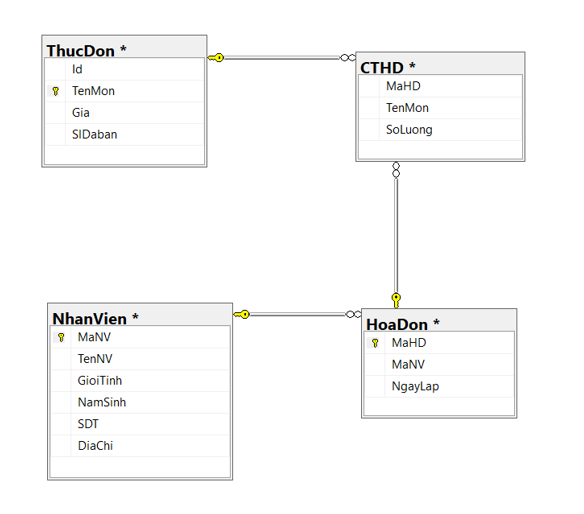 ThucDon *
Id
TenMon
Gia
SlDaban
CTHD *
MaHD
TenMon
SoLuong
NhanVien *
MaNV
TenNV
GioiTinh
NamSinh
SDT
DiaChi
HoaDon *
MaHD
MaNV
NgayLap